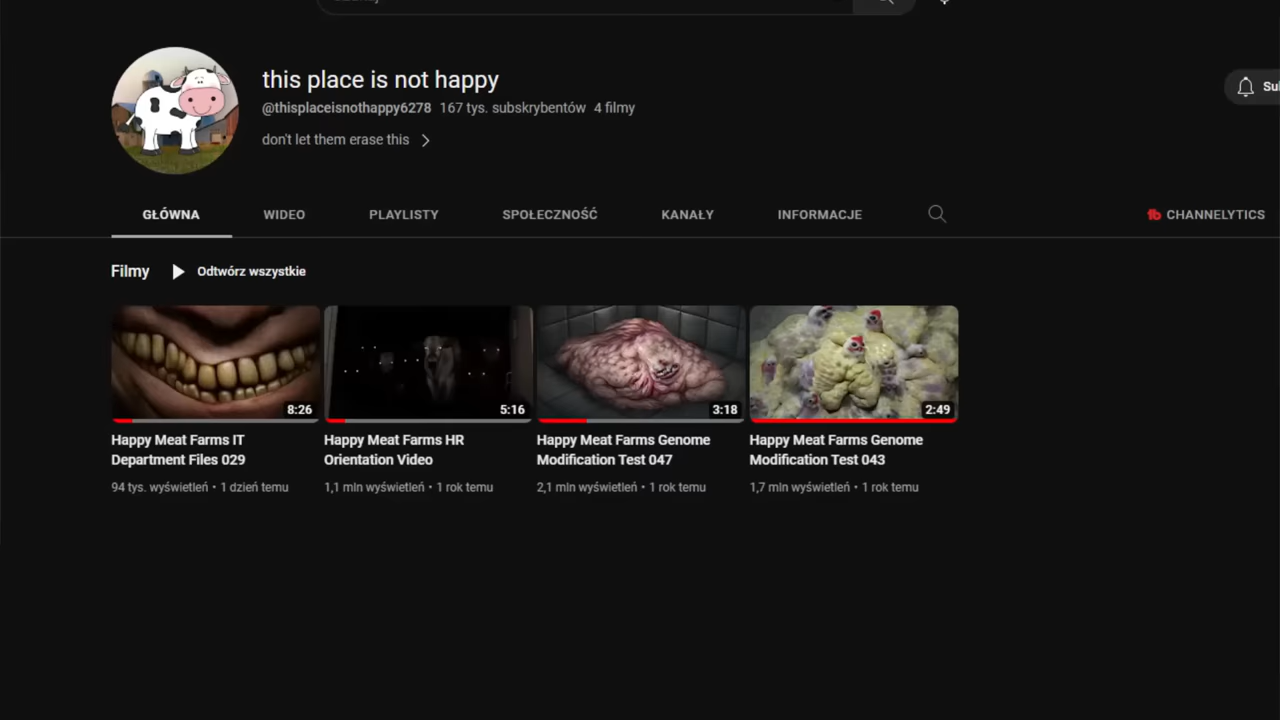 this place is not happy
@thisplaceisnothappy6278 167 tys. subskrybentów 4 filmy
don't let them erase this
GŁÓWNA WIDEO PLAYLISTY SPOŁECZNOŚĆ KANAŁY INFORMACJE CHANNELYTICS
Filmy Odtwórz wszystkie
8:26 5:16 3:18 2:49
Happy Meat Farms IT Department Files 029
94 tys. wyświetleń • 1 dzień temu
Happy Meat Farms HR Orientation Video
1,1 mln wyświetleń • 1 rok temu
Happy Meat Farms Genome Modification Test 047
2,1 mln wyświetleń • 1 rok temu
Happy Meat Farms Genome Modification Test 043
1,7 mln wyświetleń • 1 rok temu